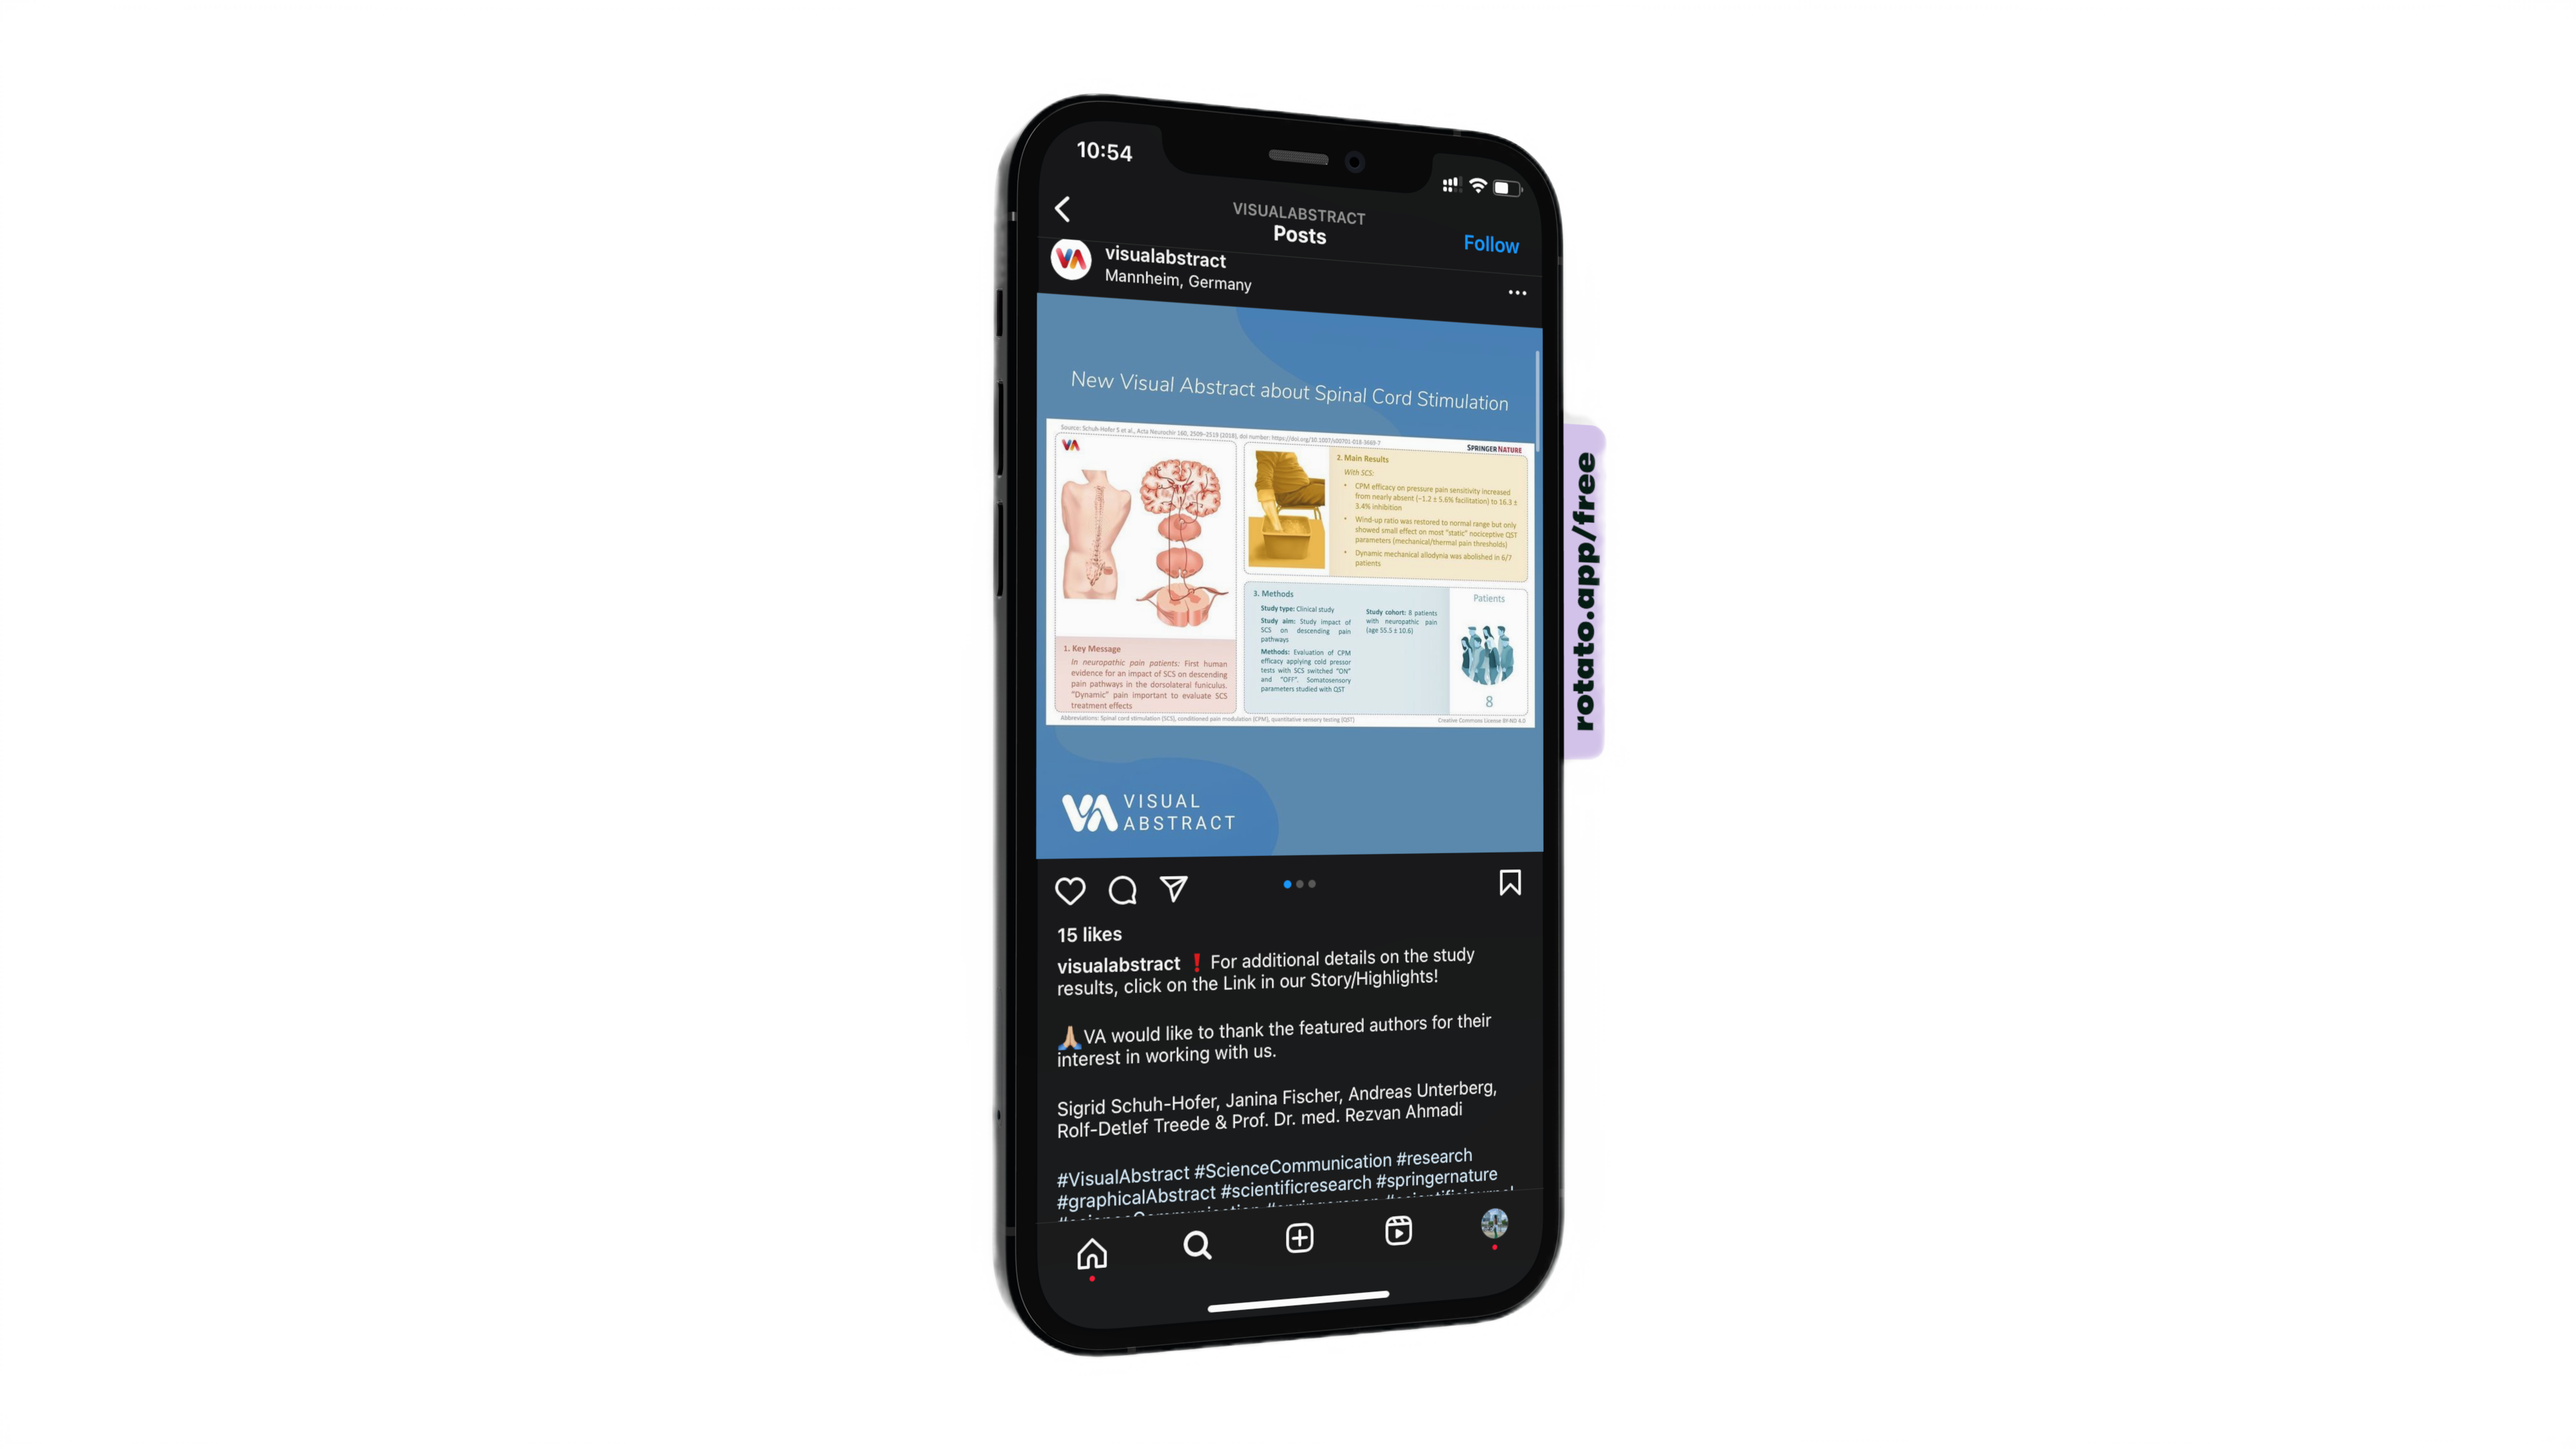 10:54
VISUALABSTRACT
Posts
Follow
visualabstract
Mannheim, Germany
New Visual Abstract about Spinal Cord Stimulation
Source: Schuh-Hofer S et al., Acta Neurochir 160, 2509–2519 (2018), doi number: https://doi.org/10.1007/s00701-018-3693-7
VA
SPRINGER NATURE
1. Key Message
In neuropathic pain patients: First human
evidence for an impact of SCS on descending
pain pathways in the dorsolateral funiculus.
"Dynamic" pain important to evaluate SCS
treatment effects
2. Main Results
With SCS:
• CPM efficacy on pressure pain sensitivity increased
from nearly absent (−1.2 ± 5.6% facilitation) to 16.3 ±
3.4% inhibition
• Wind-up ratio was restored to normal range but only
showed small effect on most "static" nociceptive QST
parameters (mechanical/thermal pain thresholds)
• Dynamic mechanical allodynia was abolished in 6/7
patients
3. Methods
Study type: Clinical study
Study aim: Study impact of
SCS on descending pain
pathways
Methods: Evaluation of CPM
efficacy applying cold pressor
tests with SCS switched "ON"
and "OFF". Somatosensory
parameters studied with QST
Study cohort: 8 patients
with neuropathic pain
(age 55.5 ± 10.6)
Patients
8
Abbreviations: Spinal cord stimulation (SCS), conditioned pain modulation (CPM), quantitative sensory testing (QST)
Creative Commons License BY-ND 4.0
VA VISUAL
ABSTRACT
15 likes
visualabstract ❗ For additional details on the study
results, click on the Link in our Story/Highlights!
🙏🏼VA would like to thank the featured authors for their
interest in working with us.
Sigrid Schuh-Hofer, Janina Fischer, Andreas Unterberg,
Rolf-Detlef Treede & Prof. Dr. med. Rezvan Ahmadi
#VisualAbstract #ScienceCommunication #research
#graphicalAbstract #scientificresearch #springernature
rotato.app/free